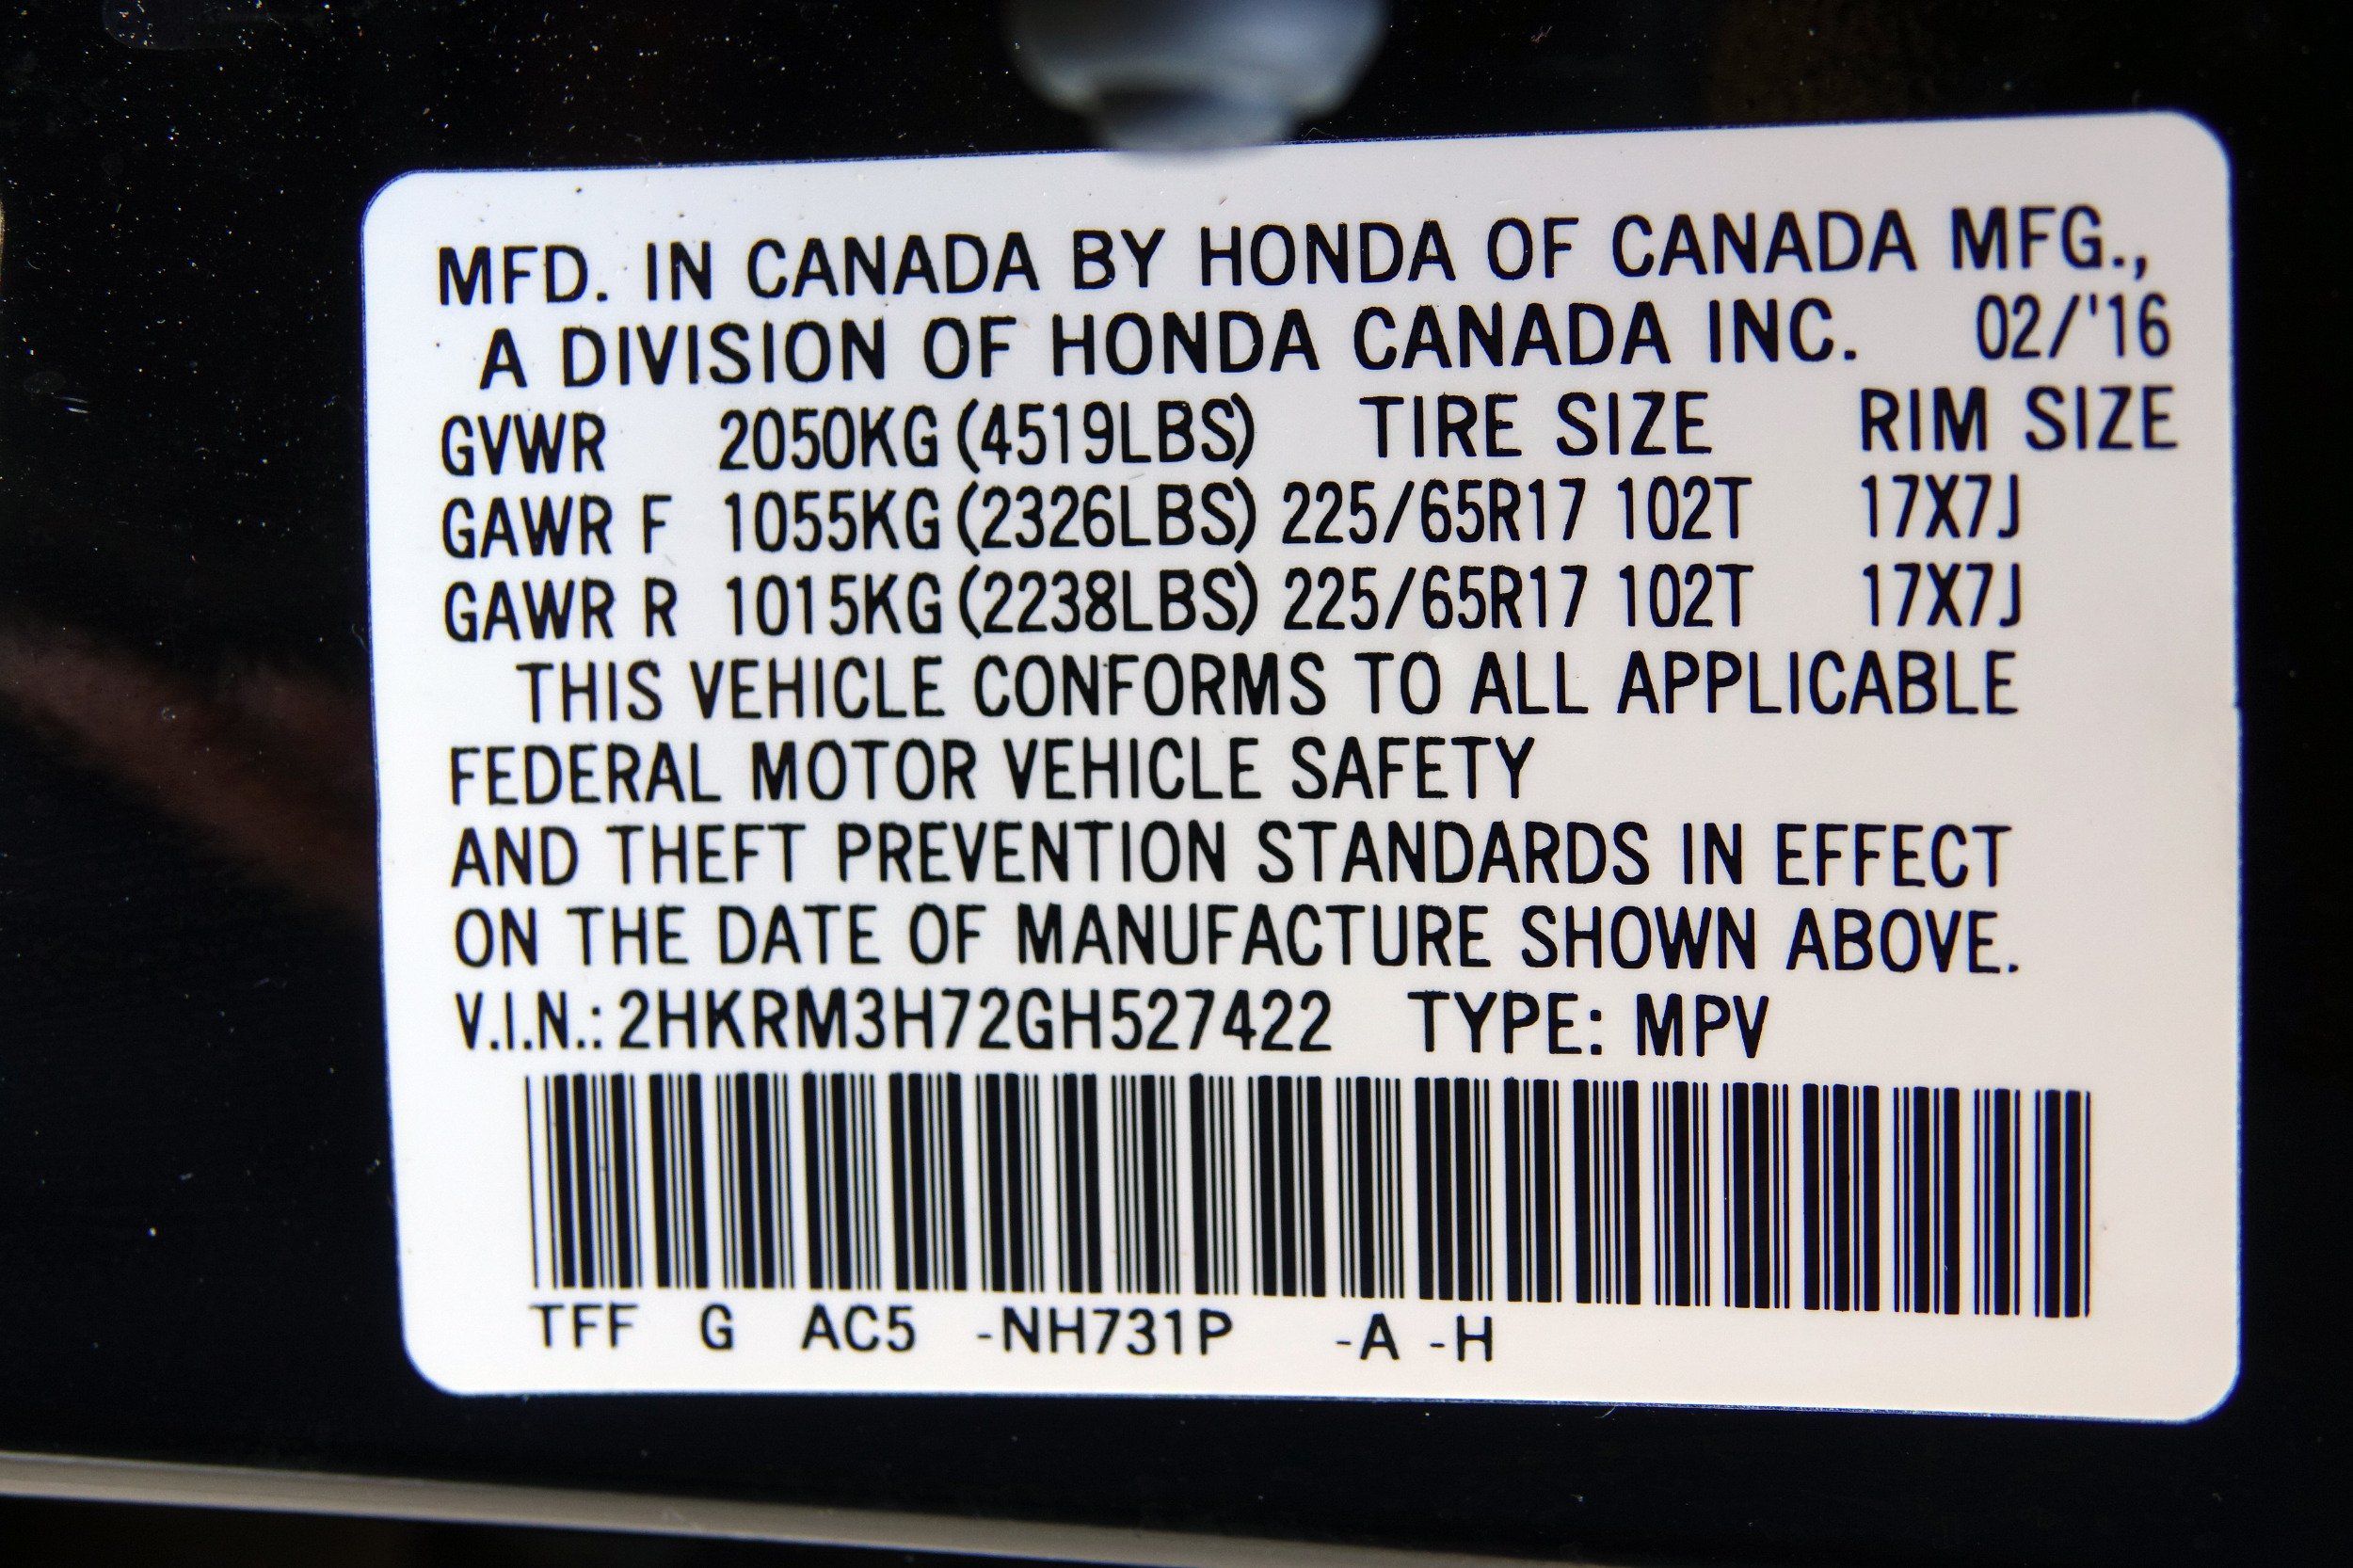 MFD. IN CANADA BY HONDA OF CANADA MFG.,
A DIVISION OF HONDA CANADA INC. 02/'16
GVWR 2050KG (4519LBS) TIRE SIZE RIM SIZE
GAWR F 1055KG (2326LBS) 225/65R17 102T 17X7J
GAWR R 1015KG (2238LBS) 225/65R17 102T 17X7J
THIS VEHICLE CONFORMS TO ALL APPLICABLE
FEDERAL MOTOR VEHICLE SAFETY
AND THEFT PREVENTION STANDARDS IN EFFECT
ON THE DATE OF MANUFACTURE SHOWN ABOVE.
V.I.N.: 2HKRM3H72GH527422 TYPE: MPV
TFF G AC5 -NH731P -A -H